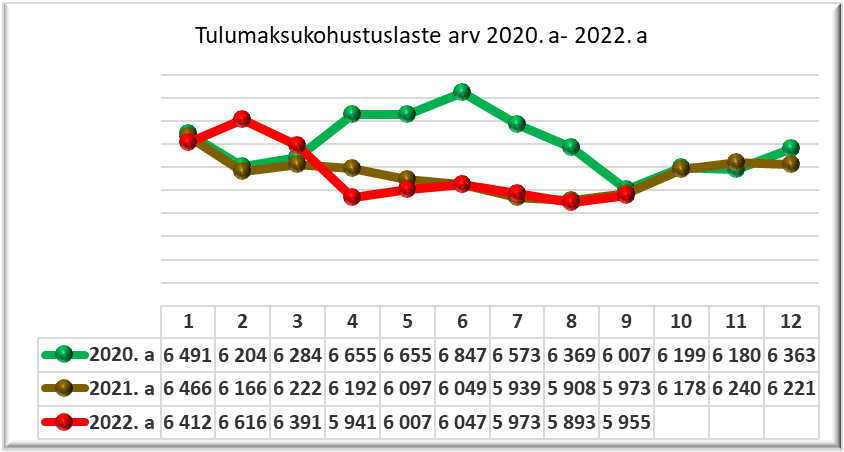 Tulumaksukohustuslaste arv 2020. a- 2022. a
1 2 3 4 5 6 7 8 9 10 11 12
2020. a 6 491 6 204 6 284 6 655 6 655 6 847 6 573 6 369 6 007 6 199 6 180 6 363
2021. a 6 466 6 166 6 222 6 192 6 097 6 049 5 939 5 908 5 973 6 178 6 240 6 221
2022. a 6 412 6 616 6 391 5 941 6 007 6 047 5 973 5 893 5 955